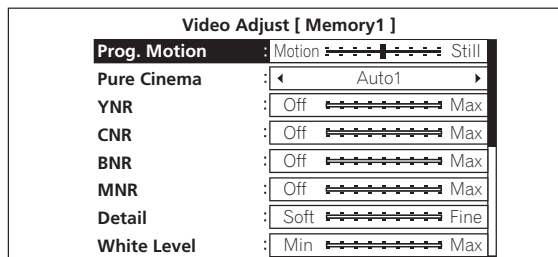 Video Adjust [ Memory1 ]
Prog. Motion : Motion Still
Pure Cinema : Auto1
YNR : Off Max
CNR : Off Max
BNR : Off Max
MNR : Off Max
Detail : Soft Fine
White Level : Min Max